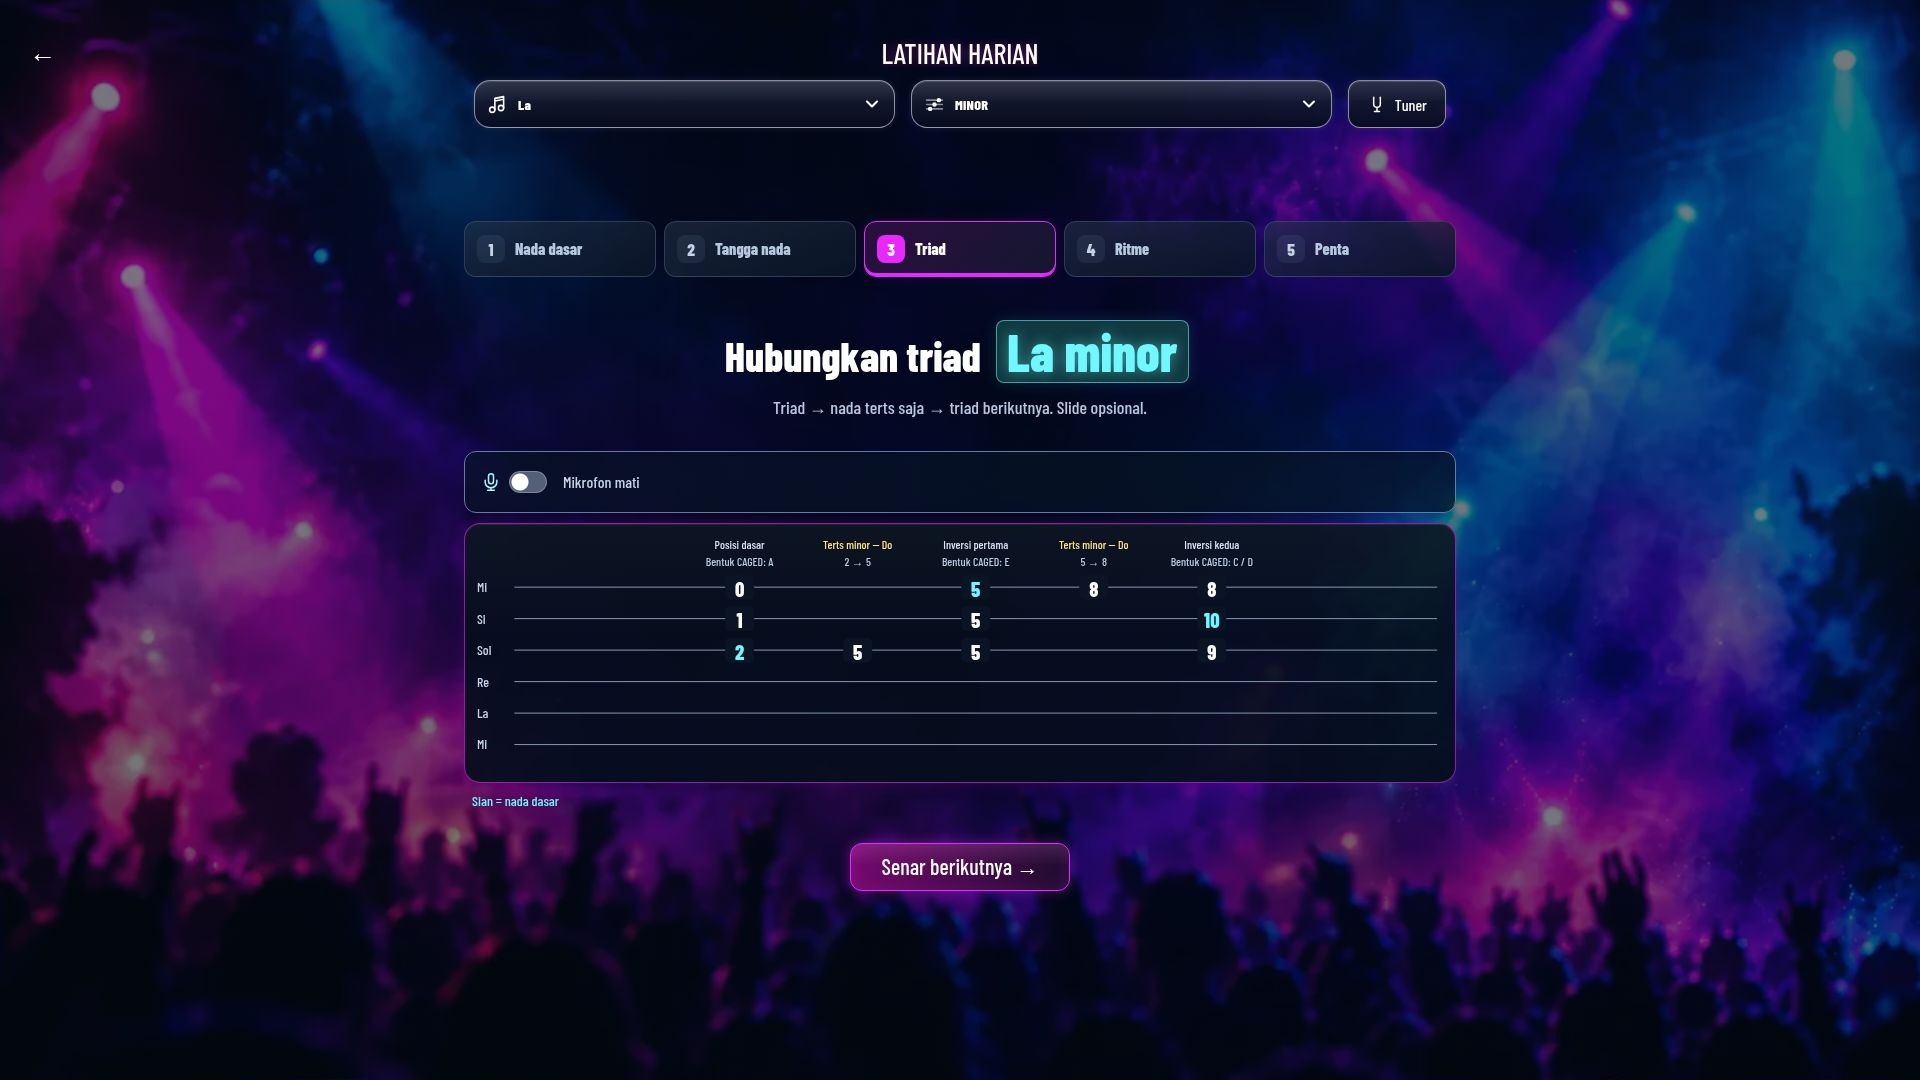 ←
LATIHAN HARIAN
La
MINOR
Tuner
1 Nada dasar
2 Tangga nada
3 Triad
4 Ritme
5 Penta
Hubungkan triad La minor
Triad → nada terts saja → triad berikutnya. Slide opsional.
Mikrofon mati
Posisi dasar Terts minor — Do Inversi pertama Terts minor — Do Inversi kedua
Bentuk CAGED: A 2 → 5 Bentuk CAGED: E 5 → 8 Bentuk CAGED: C / D
Mi 0 5 8 8
Si 1 5 10
Sol 2 5 5 9
Re
La
Mi
Sian = nada dasar
Senar berikutnya →